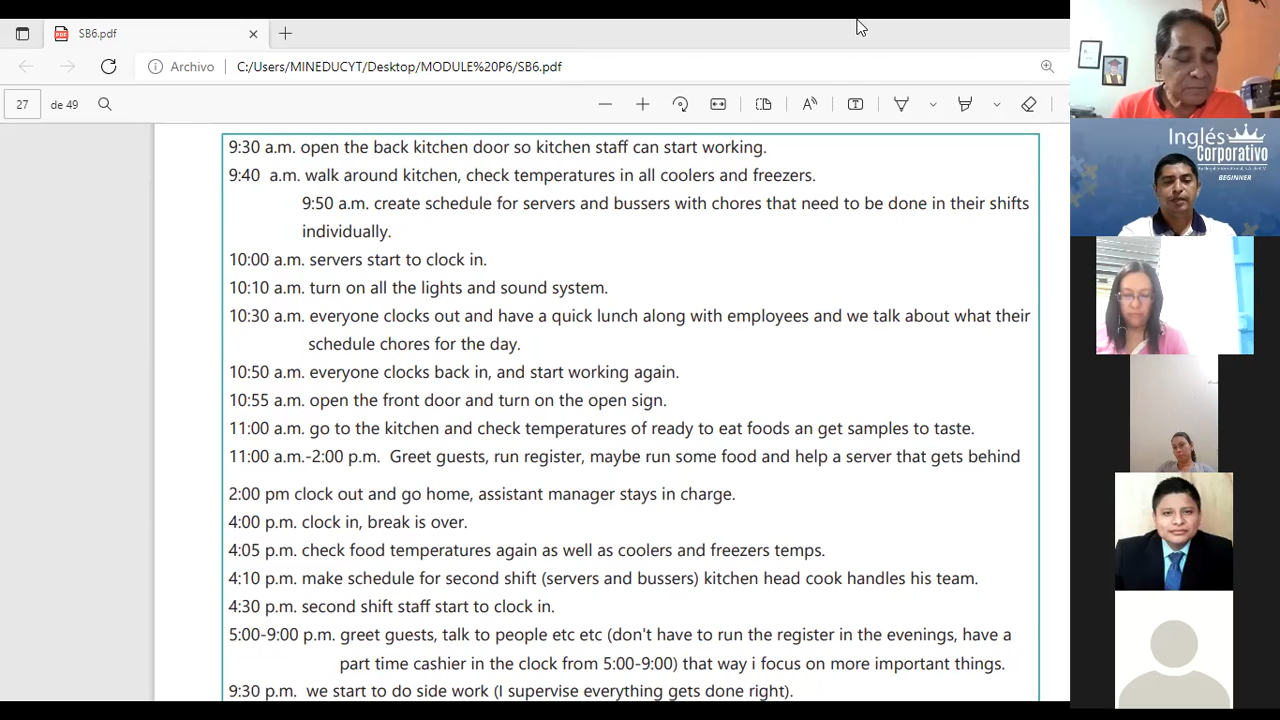 SB6.pdf
Archivo C:/Users/MINEDUCYT/Desktop/MODULE%20P6/SB6.pdf
27 de 49
9:30 a.m. open the back kitchen door so kitchen staff can start working.
9:40 a.m. walk around kitchen, check temperatures in all coolers and freezers.
9:50 a.m. create schedule for servers and bussers with chores that need to be done in their shifts
individually.
10:00 a.m. servers start to clock in.
10:10 a.m. turn on all the lights and sound system.
10:30 a.m. everyone clocks out and have a quick lunch along with employees and we talk about what their
schedule chores for the day.
10:50 a.m. everyone clocks back in, and start working again.
10:55 a.m. open the front door and turn on the open sign.
11:00 a.m. go to the kitchen and check temperatures of ready to eat foods an get samples to taste.
11:00 a.m.-2:00 p.m. Greet guests, run register, maybe run some food and help a server that gets behind
2:00 pm clock out and go home, assistant manager stays in charge.
4:00 p.m. clock in, break is over.
4:05 p.m. check food temperatures again as well as coolers and freezers temps.
4:10 p.m. make schedule for second shift (servers and bussers) kitchen head cook handles his team.
4:30 p.m. second shift staff start to clock in.
5:00-9:00 p.m. greet guests, talk to people etc etc (don't have to run the register in the evenings, have a
part time cashier in the clock from 5:00-9:00) that way i focus on more important things.
9:30 p.m. we start to do side work (I supervise everything gets done right).
Inglés
Corporativo
BEGINNER